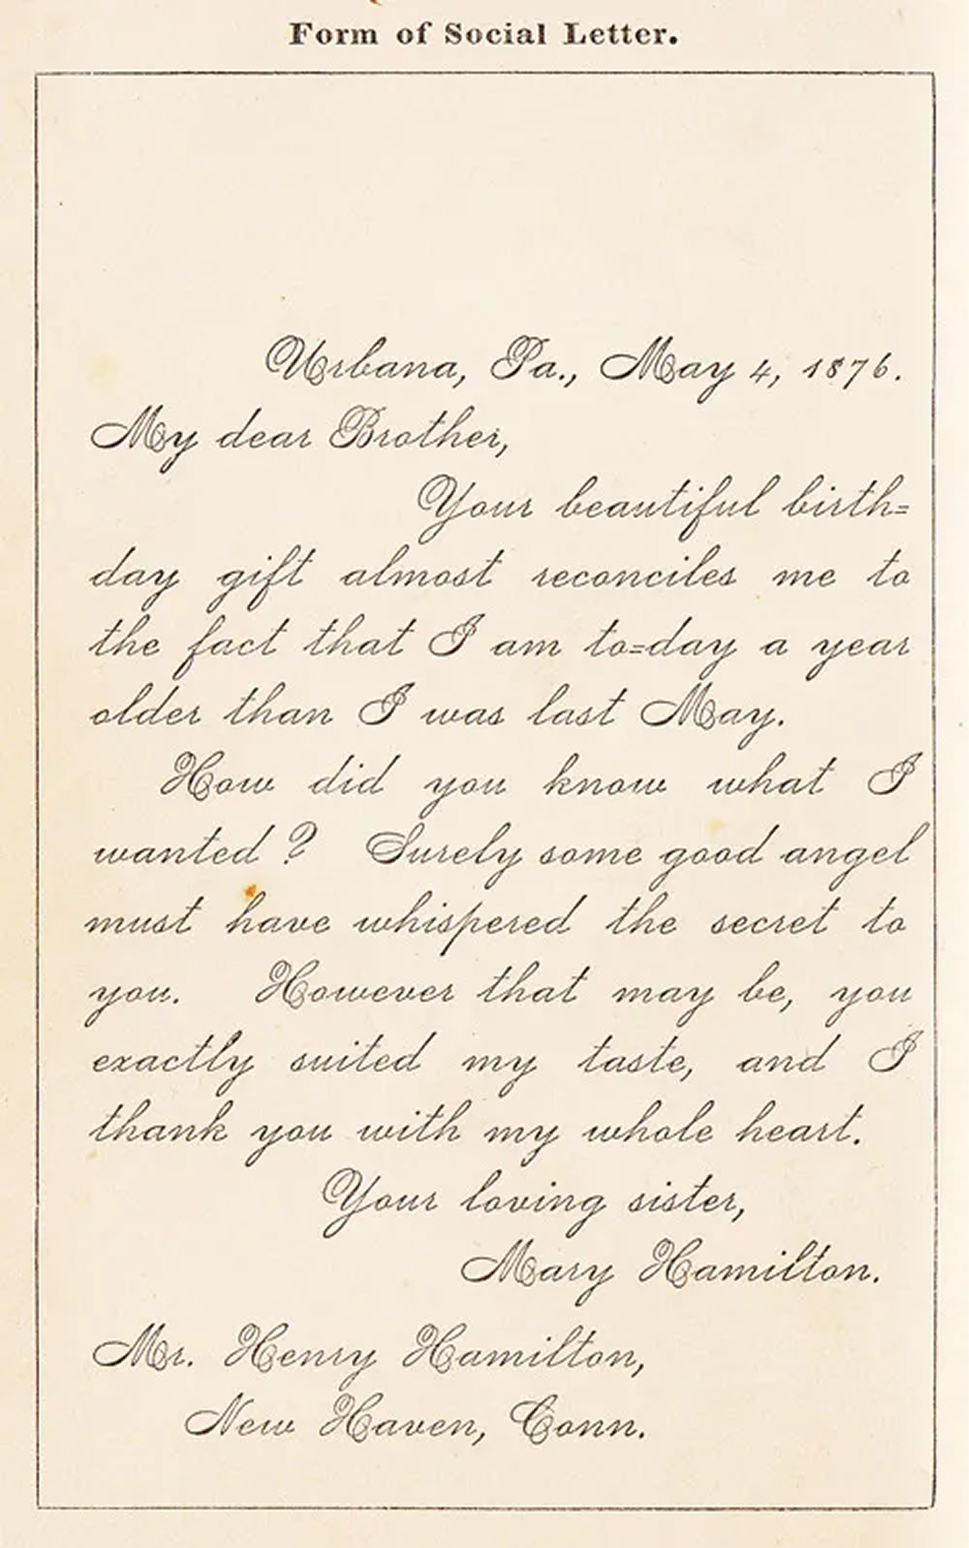 Form of Social Letter.
Urbana, Pa., May 4, 1876.
My dear Brother,
Your beautiful birth=
day gift almost reconciles me to
the fact that I am to=day a year
older than I was last May.
How did you know what I
wanted? Surely some good angel
must have whispered the secret to
you. However that may be, you
exactly suited my taste, and I
thank you with my whole heart.
Your loving sister,
Mary Hamilton.
Mr. Henry Hamilton,
New Haven, Conn.